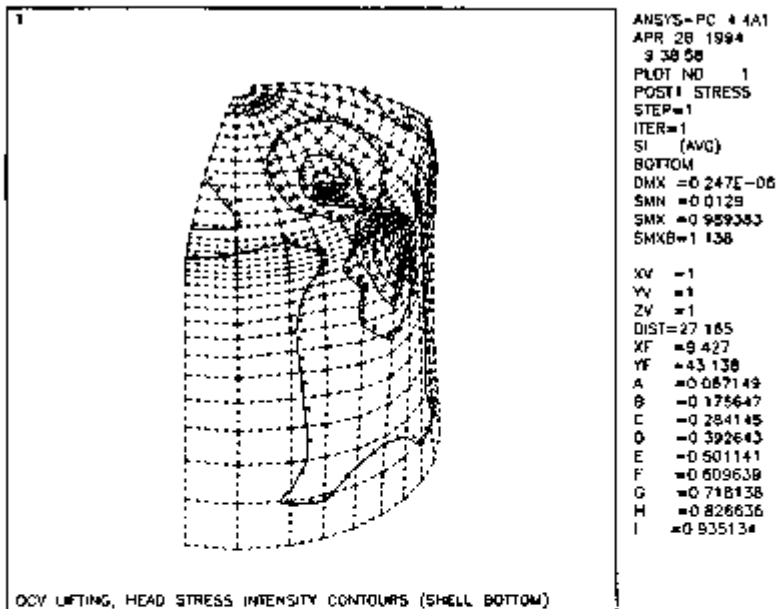 1
ANSYS-PC 4.4A1
APR 28 1994
9:38:58
PLOT NO. 1
POST1 STRESS
STEP=1
ITER=1
SI (AVG)
BOTTOM
DMX =0.247E-06
SMN =0.0129
SMX =0.989383
SMXB=1.138
XV =1
YV =1
ZV =1
DIST=27.185
XF =9.427
YF =43.138
A =0.067149
B =0.175647
C =0.284145
D =0.392643
E =0.501141
F =0.609639
G =0.718138
H =0.826636
I =0.935134
OCV LIFTING, HEAD STRESS INTENSITY CONTOURS (SHELL BOTTOM)